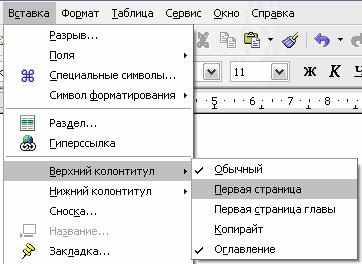 Вставка Формат Таблица Сервис Окно Справка
Разрыв...
Поля
Специальные символы...
Символ форматирования
11 Ж К Ч
5 6 7 8
Раздел...
Гиперссылка
Верхний колонтитул
Нижний колонтитул
Сноска...
Название...
Закладка...
Обычный
Первая страница
Первая страница главы
Копирайт
Оглавление